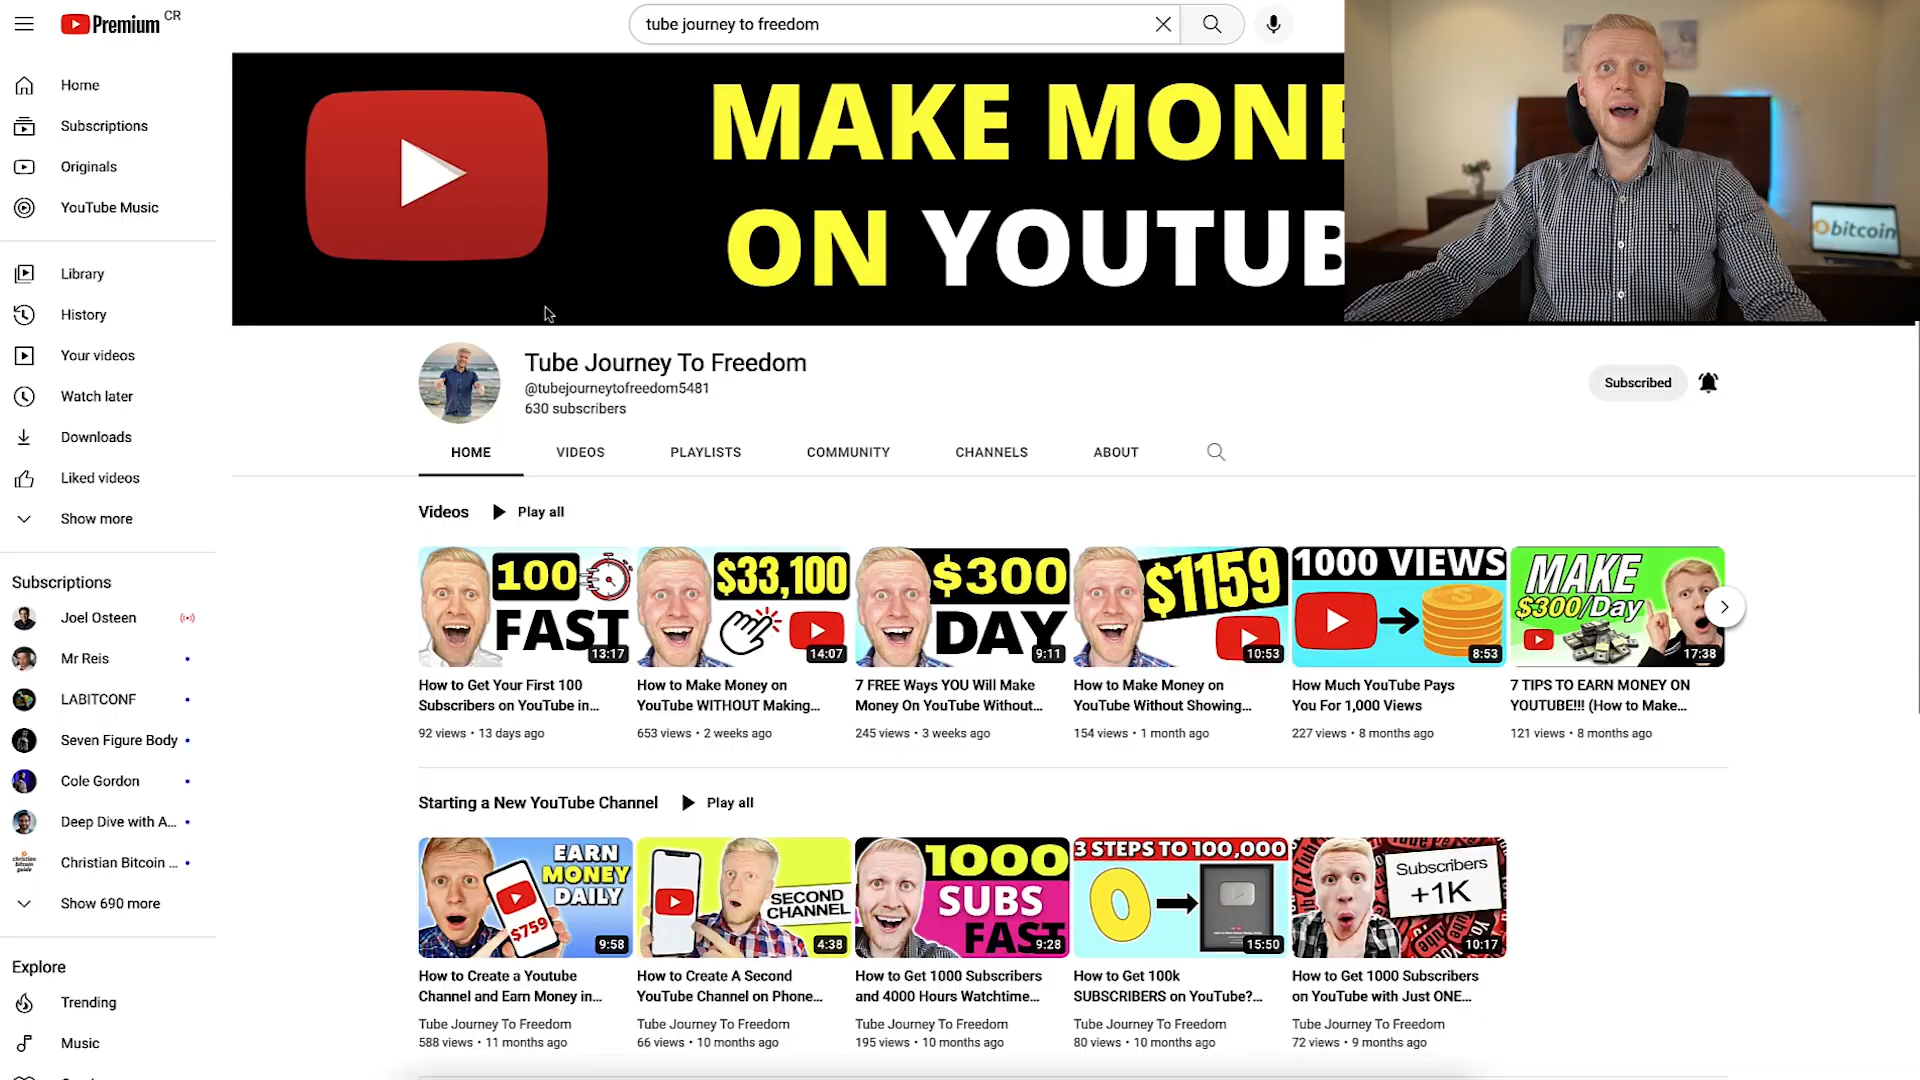 Premium CR
tube journey to freedom
Home
Subscriptions
Originals
YouTube Music
Library
History
Your videos
Watch later
Downloads
Liked videos
Show more
Subscriptions
Joel Osteen
Mr Reis
LABITCONF
Seven Figure Body
Cole Gordon
Deep Dive with A...
Christian Bitcoin ...
Show 690 more
Explore
Trending
Music
MAKE MONE
ON YOUTUB
bitcoin
Tube Journey To Freedom
@tubejourneytofreedom5481
630 subscribers
Subscribed
HOME VIDEOS PLAYLISTS COMMUNITY CHANNELS ABOUT
Videos Play all
100
FAST
13:17
How to Get Your First 100
Subscribers on YouTube in...
92 views • 13 days ago
$33,100
14:07
How to Make Money on
YouTube WITHOUT Making...
653 views • 2 weeks ago
$300
DAY
9:11
7 FREE Ways YOU Will Make
Money On YouTube Without...
245 views • 3 weeks ago
$1159
10:53
How to Make Money on
YouTube Without Showing...
154 views • 1 month ago
1000 VIEWS
8:53
How Much YouTube Pays
You For 1,000 Views
227 views • 8 months ago
MAKE
$300/Day
17:38
7 TIPS TO EARN MONEY ON
YOUTUBE!!! (How to Make...
121 views • 8 months ago
Starting a New YouTube Channel Play all
EARN
MONEY
DAILY
$759
9:58
How to Create a Youtube
Channel and Earn Money in...
Tube Journey To Freedom
588 views • 11 months ago
SECOND
CHANNEL
4:38
How to Create A Second
YouTube Channel on Phone...
Tube Journey To Freedom
66 views • 10 months ago
1000
SUBS
FAST
9:28
How to Get 1000 Subscribers
and 4000 Hours Watchtime...
Tube Journey To Freedom
195 views • 10 months ago
3 STEPS TO 100,000
0
15:50
How to Get 100k
SUBSCRIBERS on YouTube?...
Tube Journey To Freedom
80 views • 10 months ago
Subscribers
+1K
10:17
How to Get 1000 Subscribers
on YouTube with Just ONE...
Tube Journey To Freedom
72 views • 9 months ago